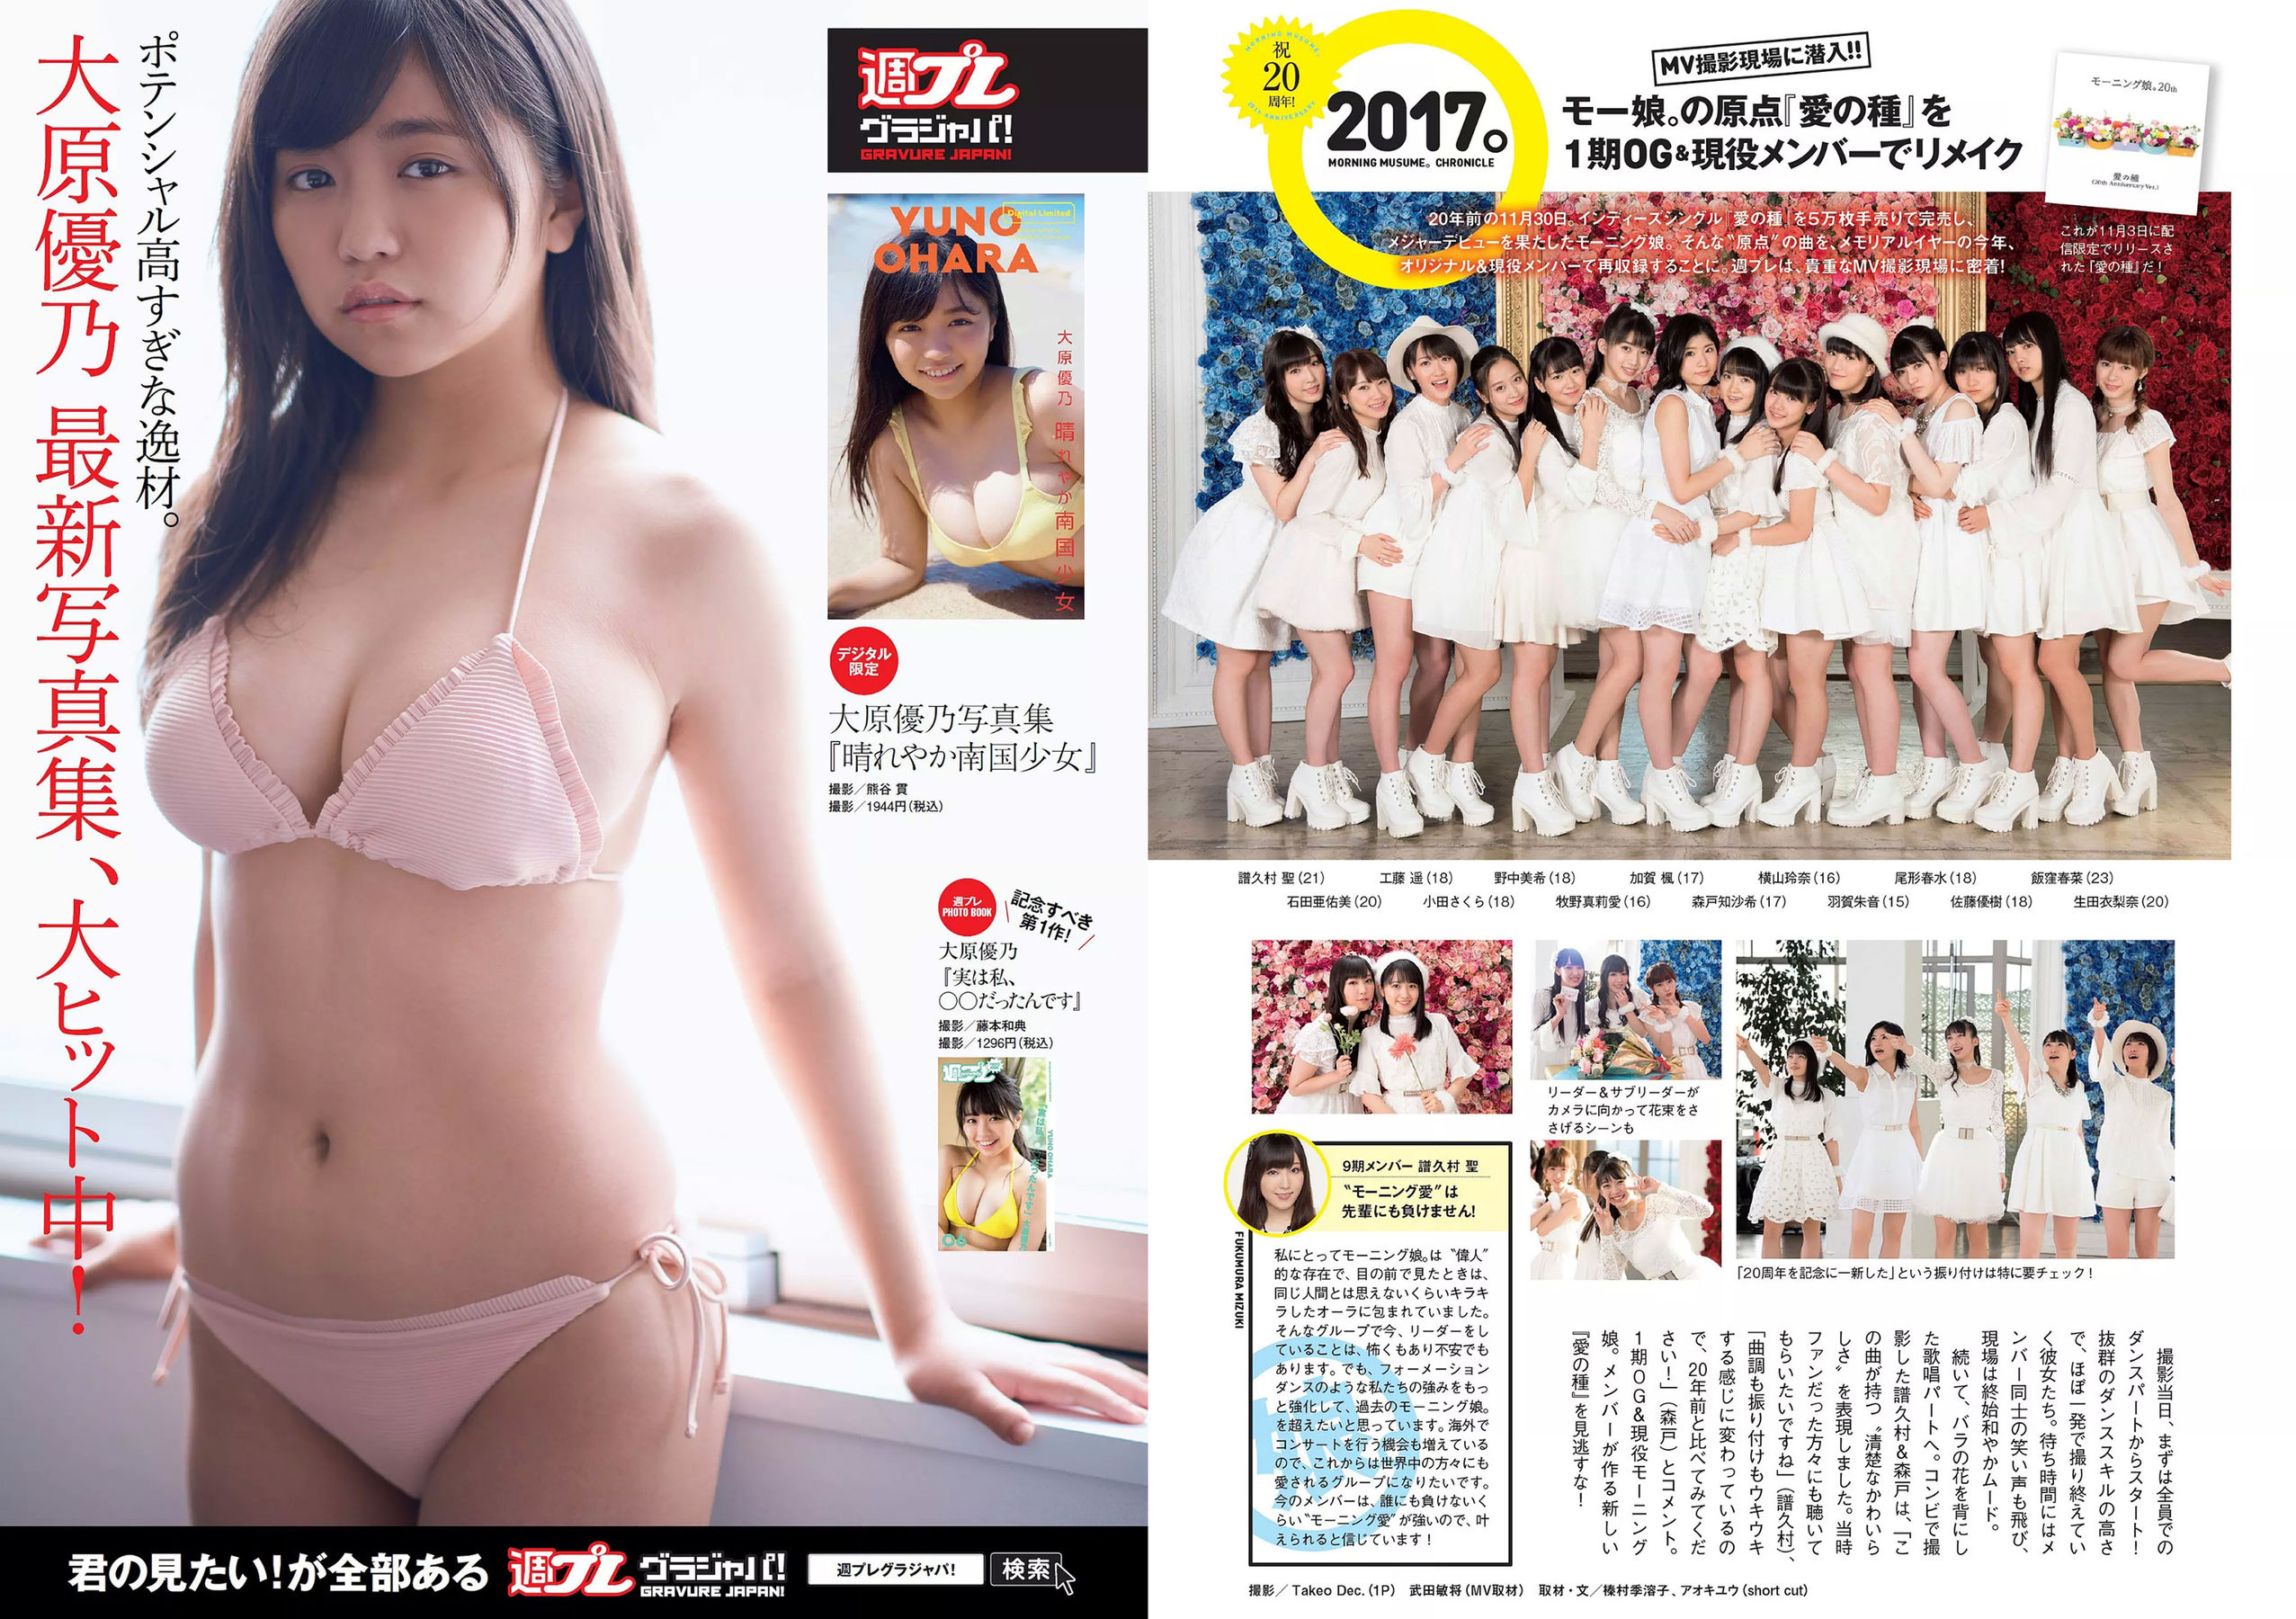 ポテンシャル高すぎな逸材。
大原優乃 最新写真集、大ヒット中!
週プレ
グラジャパ!
GRAVURE JAPAN!
YUNO
OHARA
Digital Limited
大原優乃 晴れやか南国少女
デジタル
限定
大原優乃写真集
『晴れやか南国少女』
撮影／熊谷 貫
撮影／1944円(税込)
週プレ
PHOTO BOOK
記念すべき
第1作!
大原優乃
『実は私、
〇〇だったんです』
撮影／藤本和典
撮影／1296円(税込)
週プレ
YUNO OHARA
06
君の見たい!が全部ある
週プレ
グラジャパ!
GRAVURE JAPAN!
週プレグラジャパ!
検索
MORNING MUSUME。
祝
20
周年!
20TH ANNIVERSARY
2017。
MORNING MUSUME。CHRONICLE
MV撮影現場に潜入!!
モー娘。の原点『愛の種』を
1期OG&現役メンバーでリメイク
モーニング娘。20th
愛の種
(20th Anniversary Ver.)
20年前の11月30日。インディーズシングル『愛の種』を5万枚手売りで完売し、
メジャーデビューを果たしたモーニング娘。そんな“原点”の曲を、メモリアルイヤーの今年、
オリジナル&現役メンバーで再収録することに。週プレは、貴重なMV撮影現場に密着!
これが11月3日に配
信限定でリリースさ
れた『愛の種』だ!
譜久村 聖(21) 工藤 遥(18) 野中美希(18) 加賀 楓(17) 横山玲奈(16) 尾形春水(18) 飯窪春菜(23)
石田亜佑美(20) 小田さくら(18) 牧野真莉愛(16) 森戸知沙希(17) 羽賀朱音(15) 佐藤優樹(18) 生田衣梨奈(20)
リーダー&サブリーダーが
カメラに向かって花束をさ
さげるシーンも
「20周年を記念に一新した」という振り付けは特に要チェック!
9期メンバー 譜久村 聖
“モーニング愛”は
先輩にも負けません!
FUKUMURA MIZUKI
私にとってモーニング娘。は“偉人”
的な存在で、目の前で見たときは、
同じ人間とは思えないくらいキラキ
ラしたオーラに包まれていました。
そんなグループで今、リーダーをし
ていることは、怖くもあり不安でも
あります。でも、フォーメーション
ダンスのような私たちの強みをもっ
と強化して、過去のモーニング娘。
を超えたいと思っています。海外で
コンサートを行う機会も増えている
ので、これからは世界中の方々にも
愛されるグループになりたいです。
今のメンバーは、誰にも負けないく
らい“モーニング愛”が強いので、叶
えられると信じています!
撮影当日、まずは全員での
ダンスパートからスタート!
抜群のダンススキルの高さ
で、ほぼ一発で撮り終えてい
く彼女たち。待ち時間にはメ
ンバー同士の笑い声も飛び、
現場は終始和やかムード。
続いて、バラの花を背にし
た歌唱パートへ。コンビで撮
影した譜久村&森戸は、「こ
の曲が持つ“清楚なかわいら
しさ”を表現しました。当時
ファンだった方々にも聴いて
もらいたいですね」(譜久村)、
「曲調も振り付けもウキウキ
する感じに変わっているの
で、20年前と比べてみてくだ
さい!」(森戸)とコメント。
1期OG&現役モーニング
娘。メンバーが作る新しい
『愛の種』を見逃すな!
撮影／Takeo Dec.(1P) 武田敏将(MV取材) 取材・文／榛村季溶子、アオキユウ(short cut)